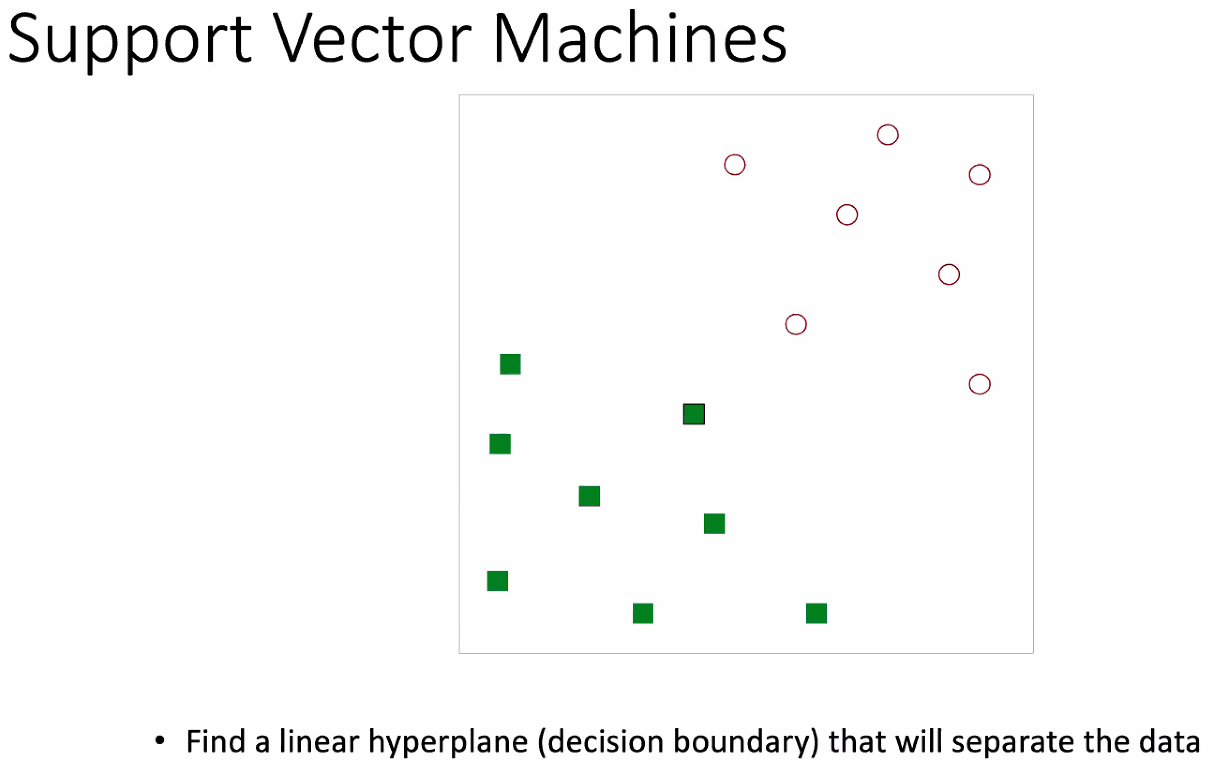 Support Vector Machines
• Find a linear hyperplane (decision boundary) that will separate the data